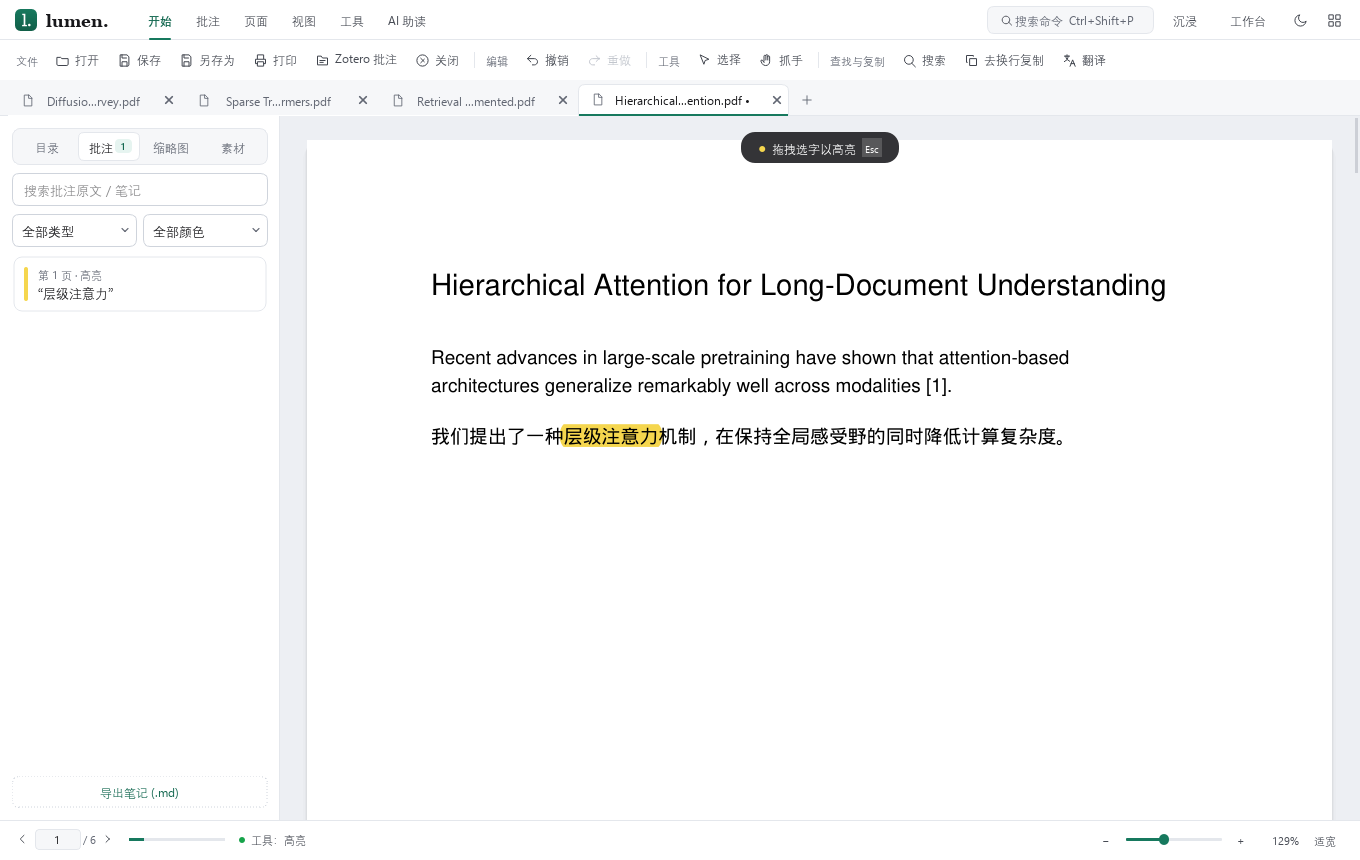 l. lumen. 开始 批注 页面 视图 工具 AI 助读 搜索命令 Ctrl+Shift+P 沉浸 工作台
文件 打开 保存 另存为 打印 Zotero 批注 关闭 编辑 撤销 重做 工具 选择 抓手 查找与复制 搜索 去换行复制 翻译
Diffusio...rvey.pdf Sparse Tr...rmers.pdf Retrieval ...mented.pdf Hierarchical...ention.pdf •
目录 批注 1 缩略图 素材
拖拽选字以高亮 Esc
搜索批注原文 / 笔记
全部类型 全部颜色
第 1 页 · 高亮
“层级注意力”
Hierarchical Attention for Long-Document Understanding
Recent advances in large-scale pretraining have shown that attention-based
architectures generalize remarkably well across modalities [1].
我们提出了一种层级注意力机制，在保持全局感受野的同时降低计算复杂度。
导出笔记 (.md)
1 / 6 工具：高亮 − + 129% 适宽